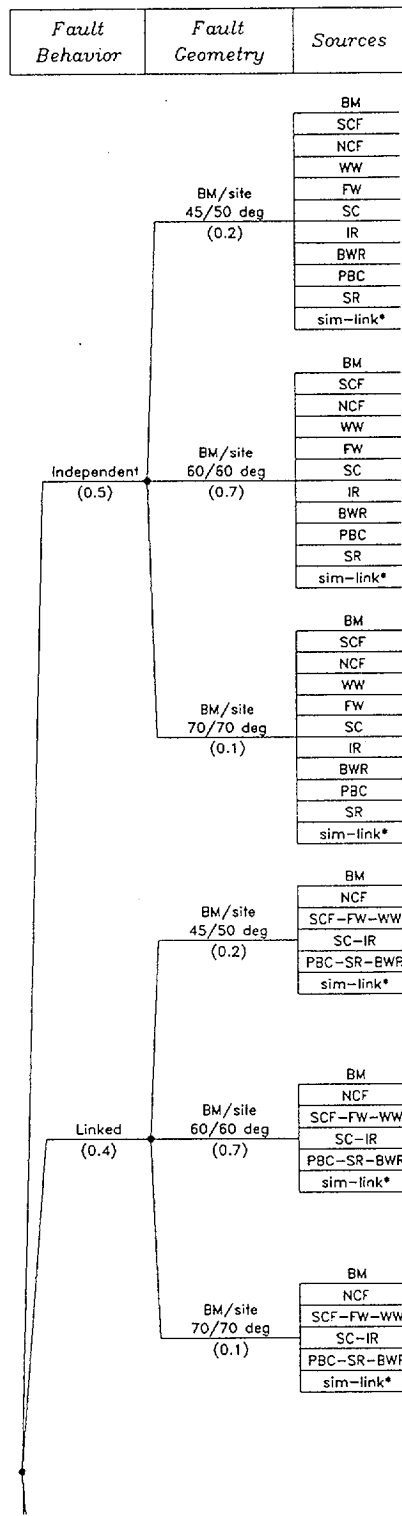 Fault Behavior
Fault Geometry
Sources
BM
SCF
NCF
WW
FW
SC
IR
BWR
PBC
SR
sim-link*
BM/site
45/50 deg
(0.2)
BM
SCF
NCF
WW
FW
SC
IR
BWR
PBC
SR
sim-link*
Independent
(0.5)
BM/site
60/60 deg
(0.7)
BM
SCF
NCF
WW
FW
SC
IR
BWR
PBC
SR
sim-link*
BM/site
70/70 deg
(0.1)
BM
NCF
SCF-FW-WW
SC-IR
PBC-SR-BWR
sim-link*
BM/site
45/50 deg
(0.2)
BM
NCF
SCF-FW-WW
SC-IR
PBC-SR-BWR
sim-link*
Linked
(0.4)
BM/site
60/60 deg
(0.7)
BM
NCF
SCF-FW-WW
SC-IR
PBC-SR-BWR
sim-link*
BM/site
70/70 deg
(0.1)